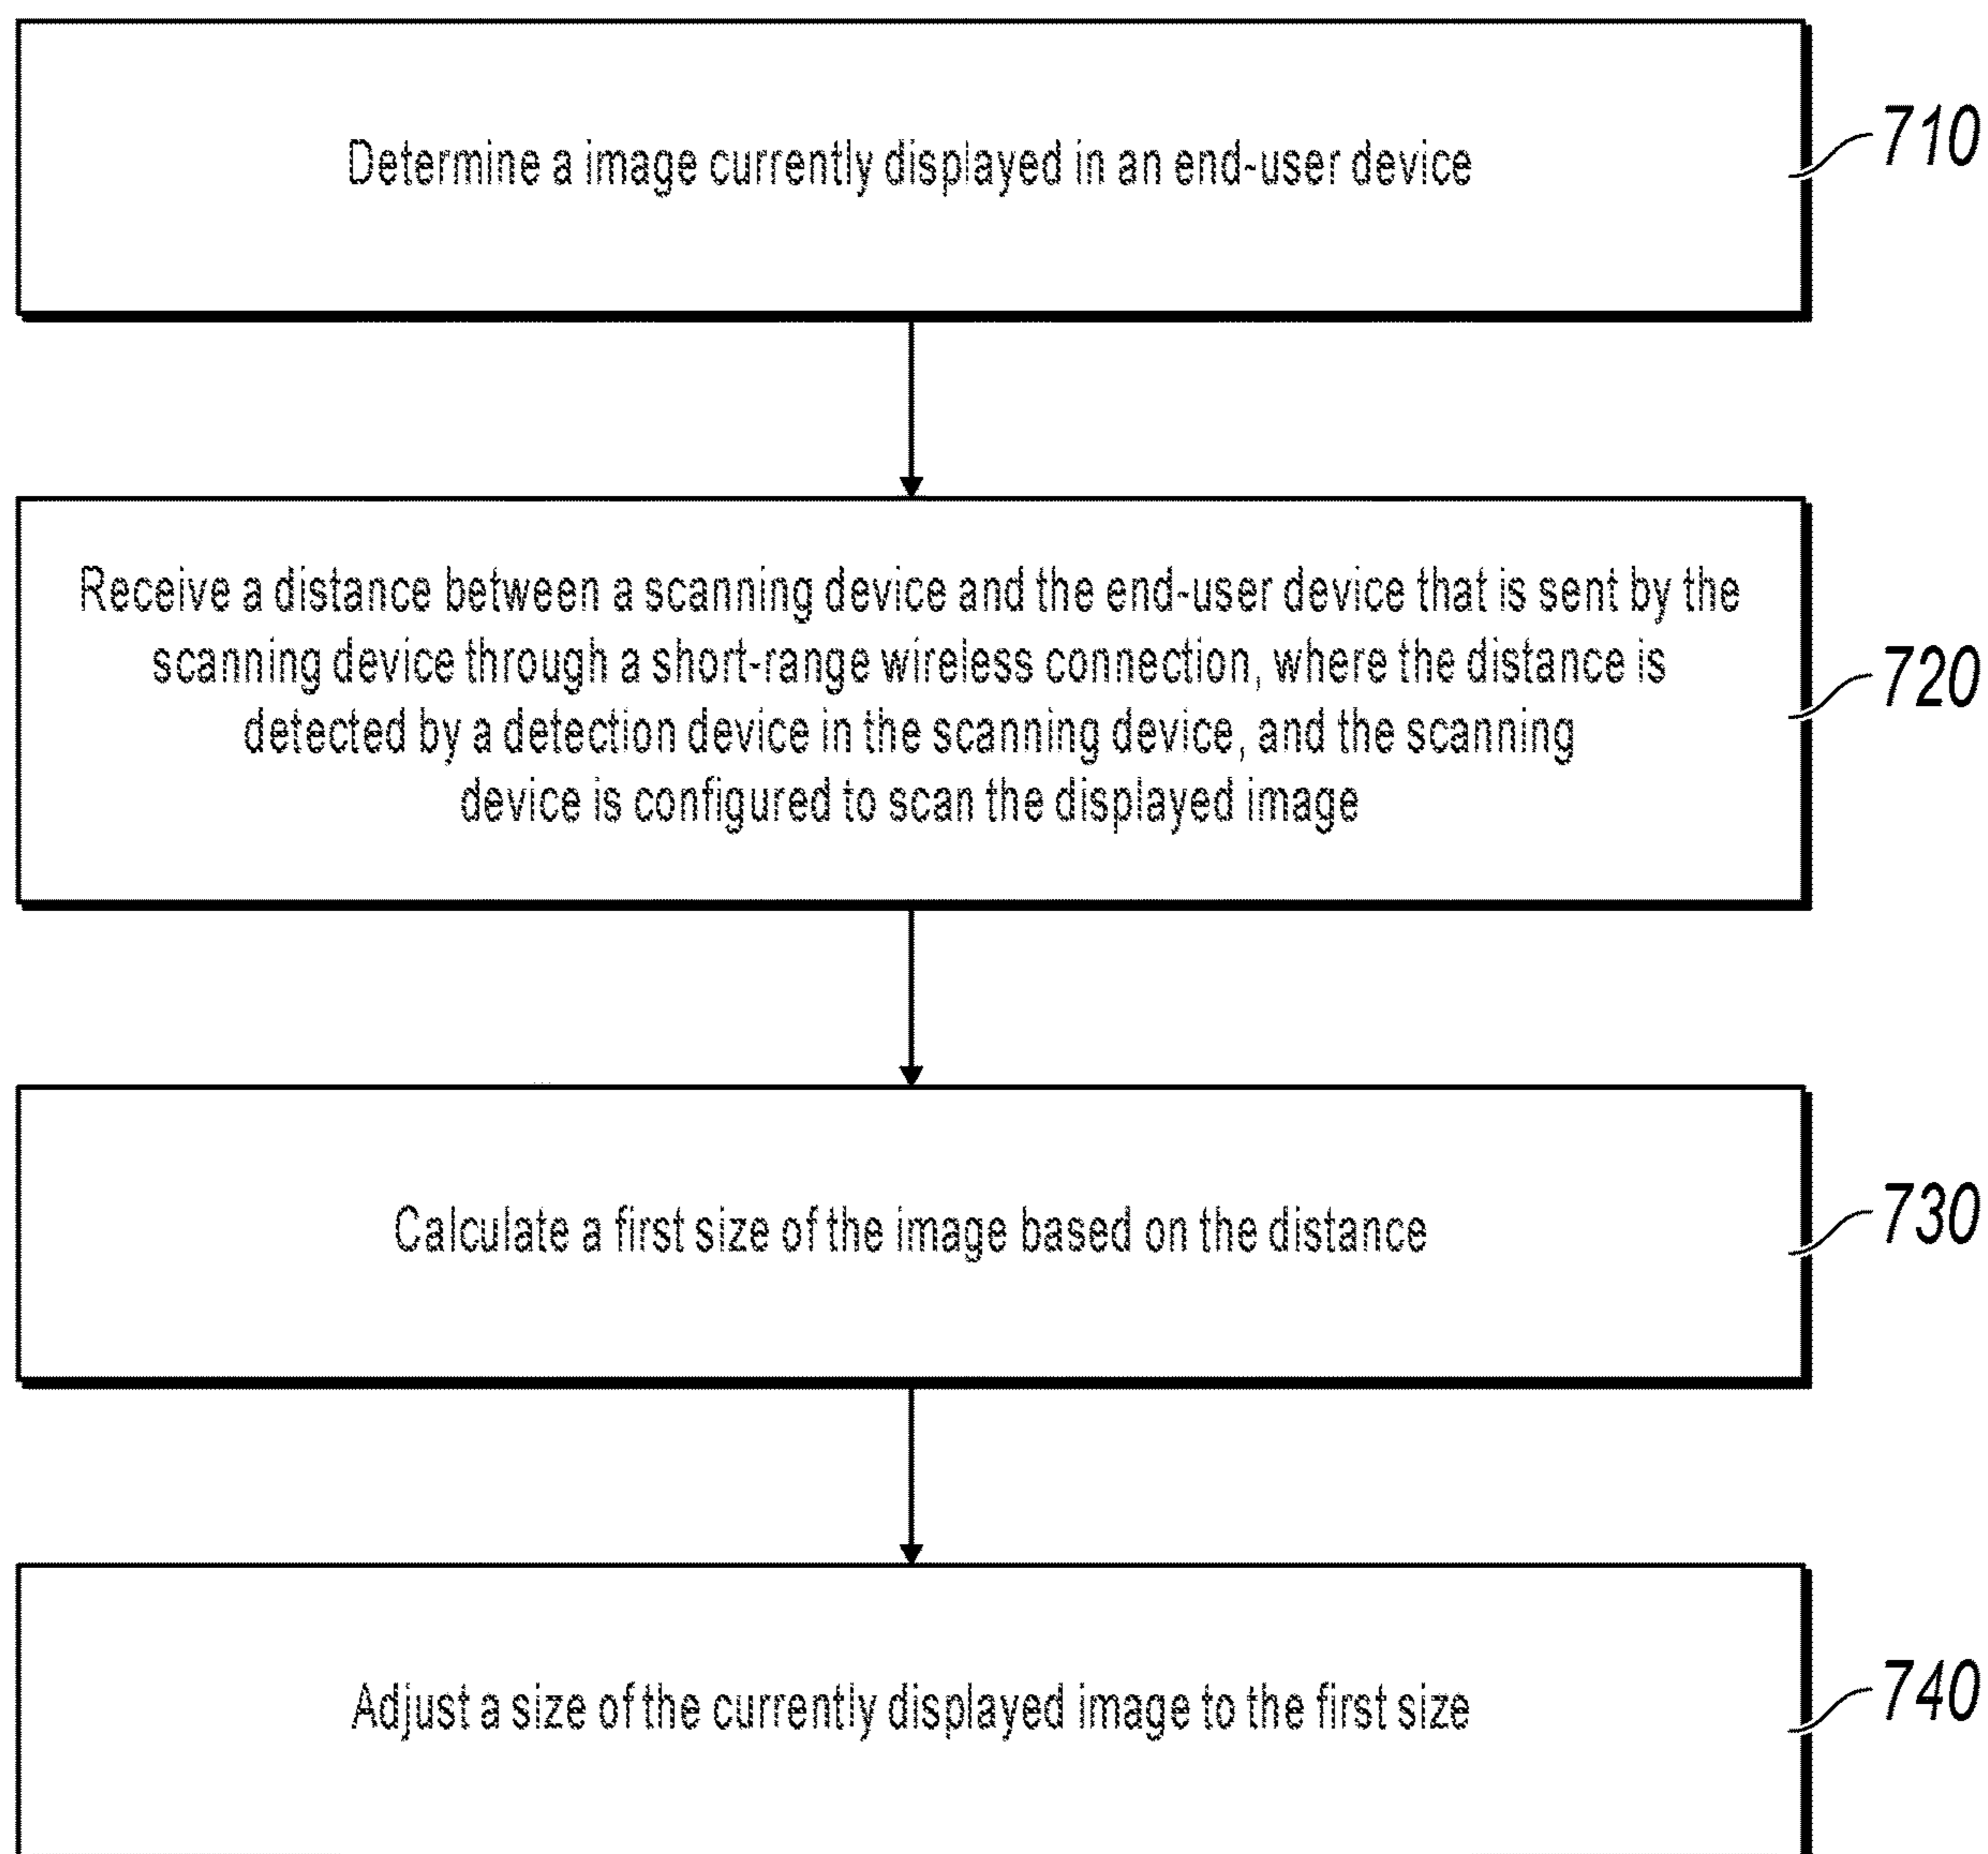 Determine a image currently displayed in an end-user device
710
Receive a distance between a scanning device and the end-user device that is sent by the
scanning device through a short-range wireless connection, where the distance is
detected by a detection device in the scanning device, and the scanning
device is configured to scan the displayed image
720
Calculate a first size of the image based on the distance
730
Adjust a size of the currently displayed image to the first size
740